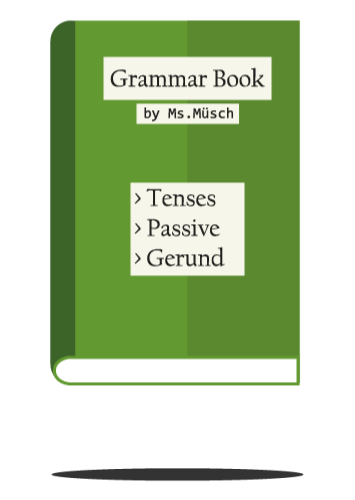 Grammar Book
by Ms.Müsch
› Tenses
› Passive
› Gerund